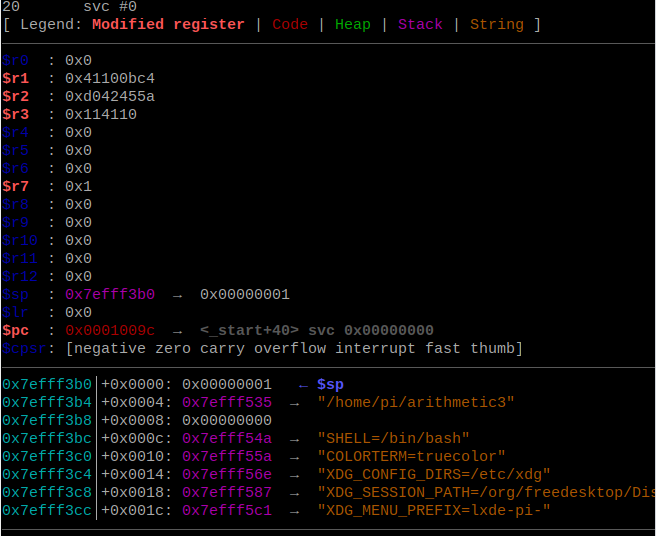 20       svc #0
[ Legend: Modified register | Code | Heap | Stack | String ]
$r0  : 0x0
$r1  : 0x41100bc4
$r2  : 0xd042455a
$r3  : 0x114110
$r4  : 0x0
$r5  : 0x0
$r6  : 0x0
$r7  : 0x1
$r8  : 0x0
$r9  : 0x0
$r10 : 0x0
$r11 : 0x0
$r12 : 0x0
$sp  : 0x7efff3b0  →  0x00000001
$lr  : 0x0
$pc  : 0x0001009c  →  <_start+40> svc 0x00000000
$cpsr: [negative zero carry overflow interrupt fast thumb]
0x7efff3b0│+0x0000: 0x00000001   ← $sp
0x7efff3b4│+0x0004: 0x7efff535  →  "/home/pi/arithmetic3"
0x7efff3b8│+0x0008: 0x00000000
0x7efff3bc│+0x000c: 0x7efff54a  →  "SHELL=/bin/bash"
0x7efff3c0│+0x0010: 0x7efff55a  →  "COLORTERM=truecolor"
0x7efff3c4│+0x0014: 0x7efff56e  →  "XDG_CONFIG_DIRS=/etc/xdg"
0x7efff3c8│+0x0018: 0x7efff587  →  "XDG_SESSION_PATH=/org/freedesktop/Dis
0x7efff3cc│+0x001c: 0x7efff5c1  →  "XDG_MENU_PREFIX=lxde-pi-"